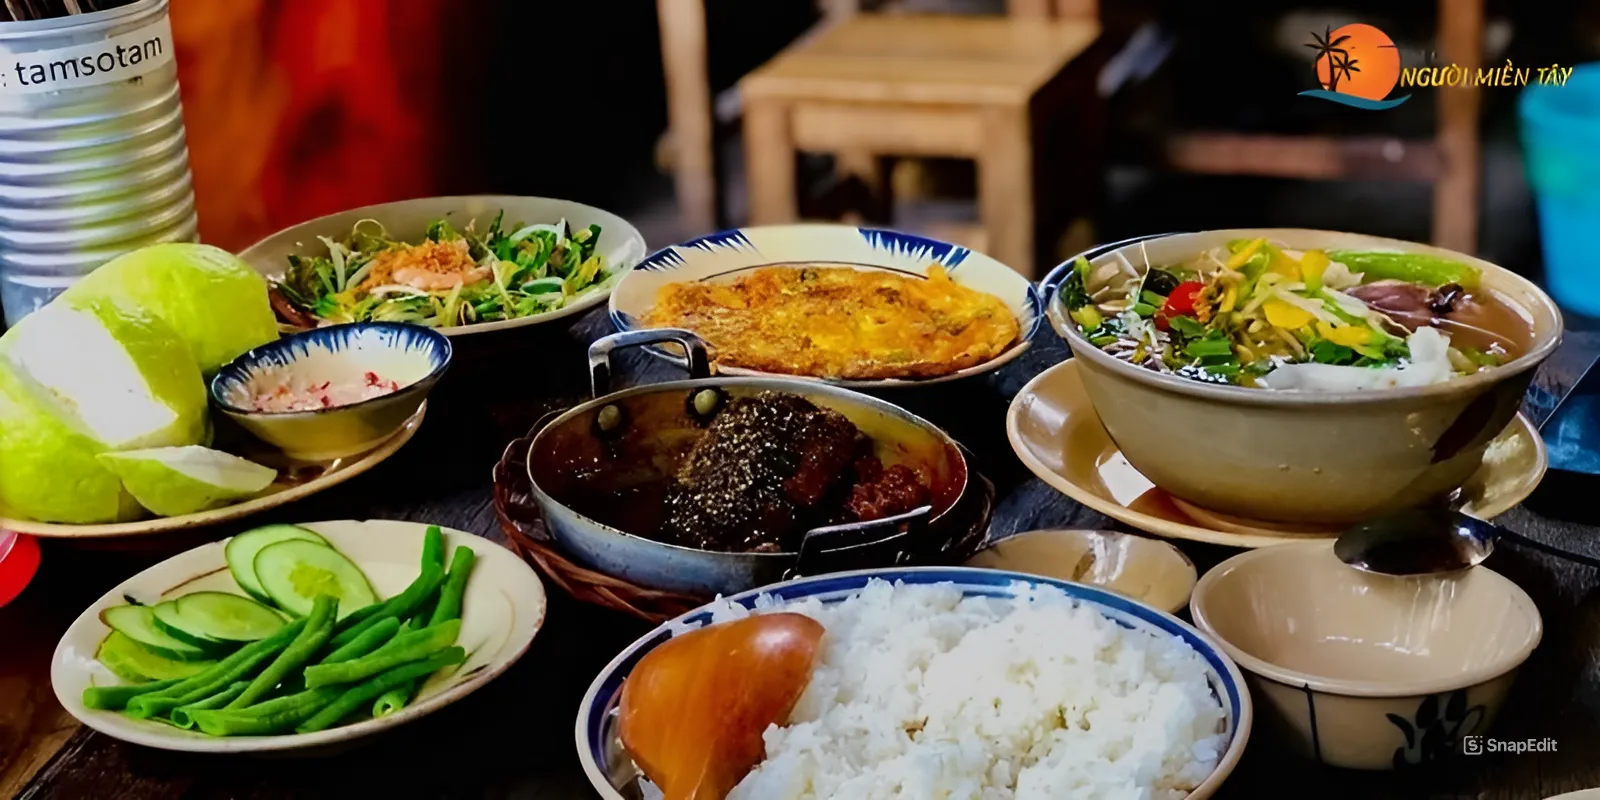 : tamsotam
NGƯỜI MIỀN TÂY
SnapEdit